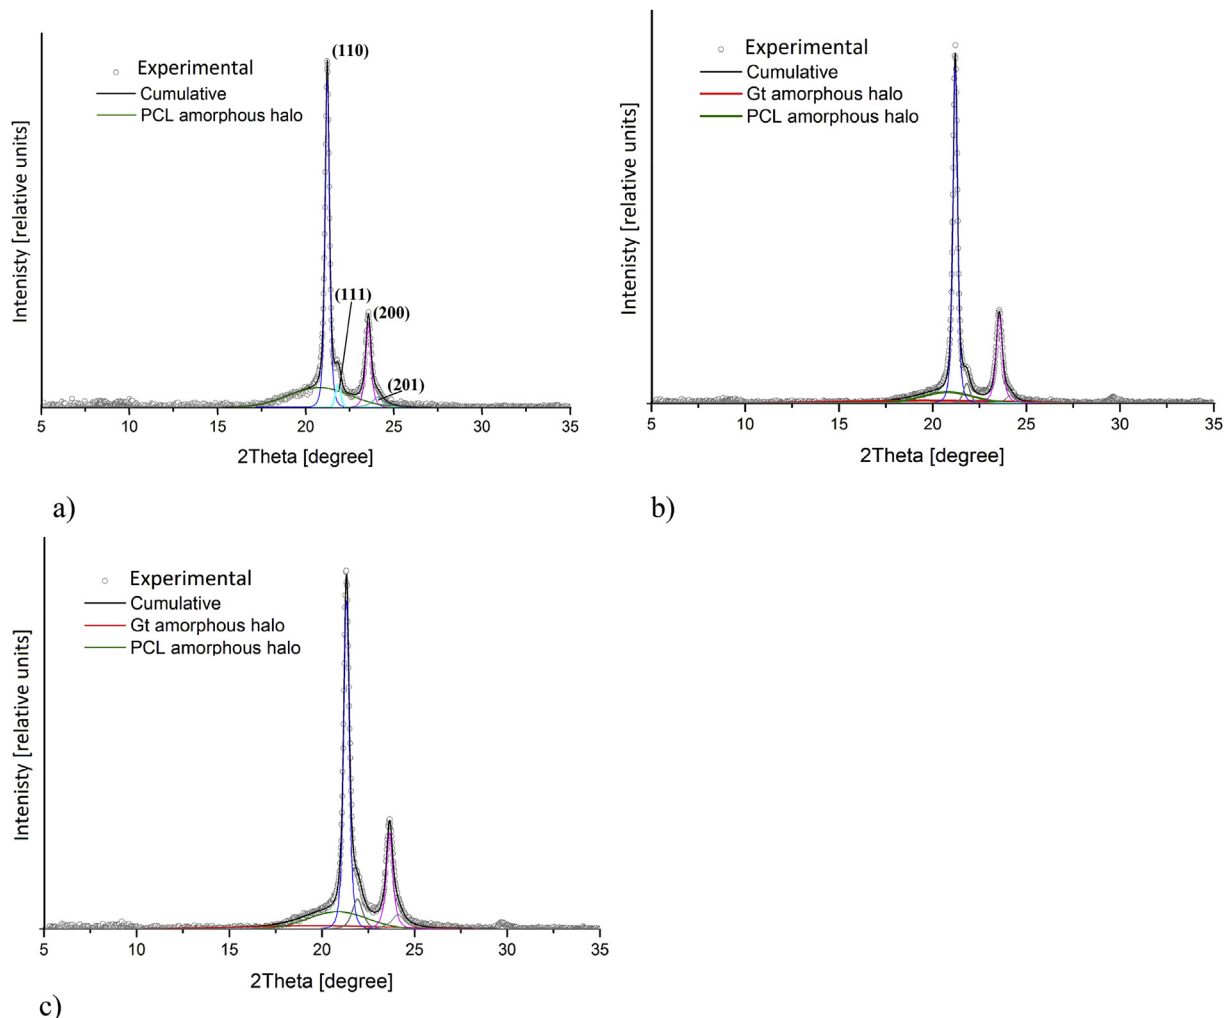 (110)
Experimental
Cumulative
PCL amorphous halo
(111)
(200)
(201)
Intenisty [relative units]
5 10 15 20 25 30 35
2Theta [degree]
a)
Experimental
Cumulative
Gt amorphous halo
PCL amorphous halo
Intenisty [relative units]
5 10 15 20 25 30 35
2Theta [degree]
b)
Experimental
Cumulative
Gt amorphous halo
PCL amorphous halo
Intenisty [relative units]
5 10 15 20 25 30 35
2Theta [degree]
c)